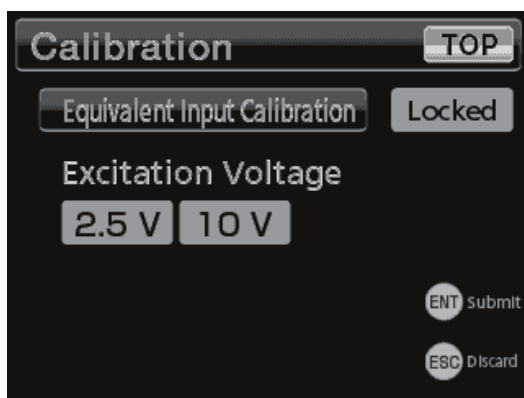 Calibration TOP
Equivalent Input Calibration Locked
Excitation Voltage
2.5 V 10 V
ENT Submit
ESC Discard